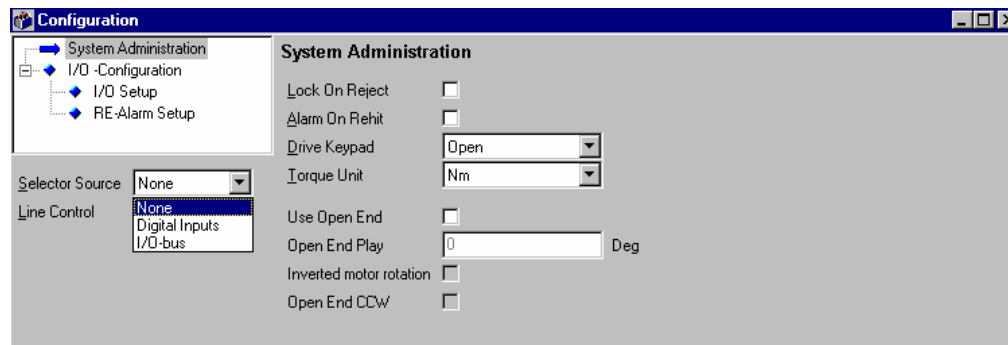 Configuration
System Administration
I/O -Configuration
I/O Setup
RE-Alarm Setup
Selector Source None
None
Digital Inputs
I/O-bus
Line Control
System Administration
Lock On Reject
Alarm On Rehit
Drive Keypad Open
Torque Unit Nm
Use Open End
Open End Play 0 Deg
Inverted motor rotation
Open End CCW